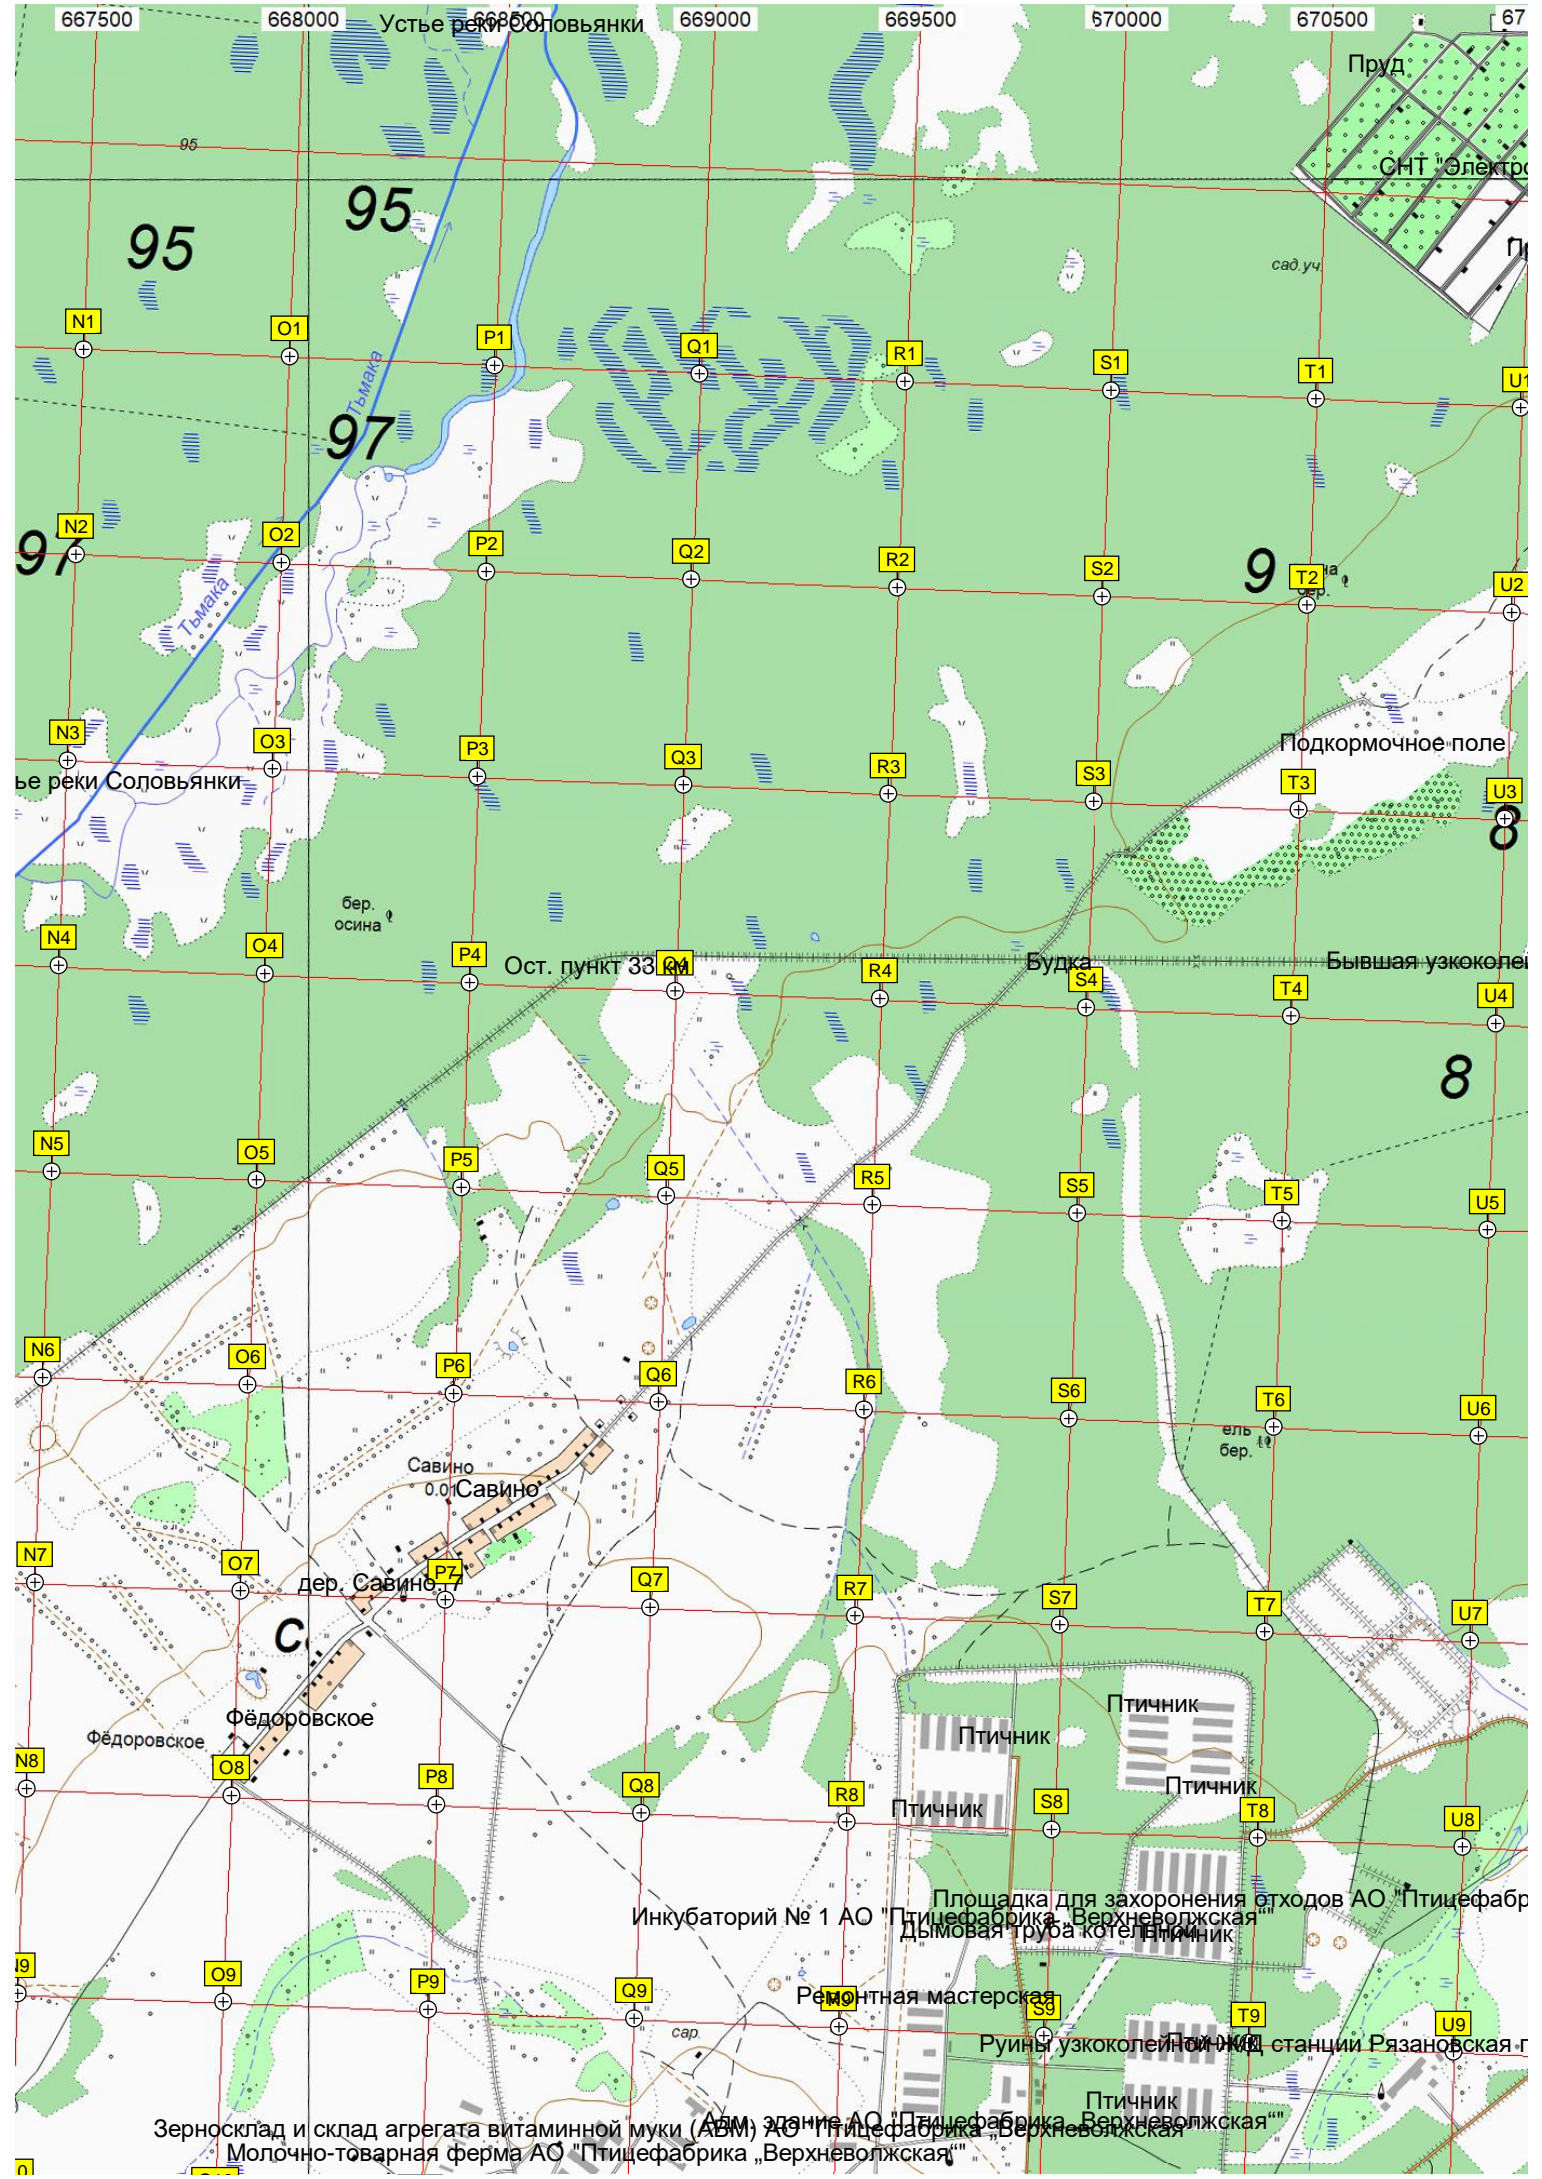 667500 668000 668500 669000 669500 670000 670500 67
Устье реки Соловьянки
Пруд
95
СНТ "Электро
95
95
сад.уч.
N1 O1 P1 Q1 R1 S1 T1 U1
Тьмака
97
97
N2 O2 P2 Q2 R2 S2 T2 U2
9
бер.
Тьмака
N3 O3 P3 Q3 R3 S3 T3 U3
Подкормочное поле
ье реки Соловьянки
8
бер.
осина
N4 O4 P4 Q4 R4 S4 T4 U4
Ост. пункт 33 км
Будка
Бывшая узкоколей
8
N5 O5 P5 Q5 R5 S5 T5 U5
N6 O6 P6 Q6 R6 S6 T6 U6
ель
бер.
Савино
0.01
Савино
N7 O7 P7 Q7 R7 S7 T7 U7
дер. Савино.
С
Фёдоровское
Фёдоровское
Птичник
Птичник
Птичник
Птичник
N8 O8 P8 Q8 R8 S8 T8 U8
Площадка для захоронения отходов АО "Птицефабр
Инкубаторий № 1 АО "Птицефабрика „Верхневолжская“"
Дымовая труба котельной
Птичник
N9 O9 P9 Q9 R9 S9 T9 U9
Ремонтная мастерская
сар.
Руины узкоколейной ЖД станции Рязановская п
Птичник
Птичник
Адм. здание АО "Птицефабрика „Верхневолжская“"
Зерносклад и склад агрегата витаминной муки (АВМ) АО "Птицефабрика „Верхневолжская
Молочно-товарная ферма АО "Птицефабрика „Верхневолжская“"